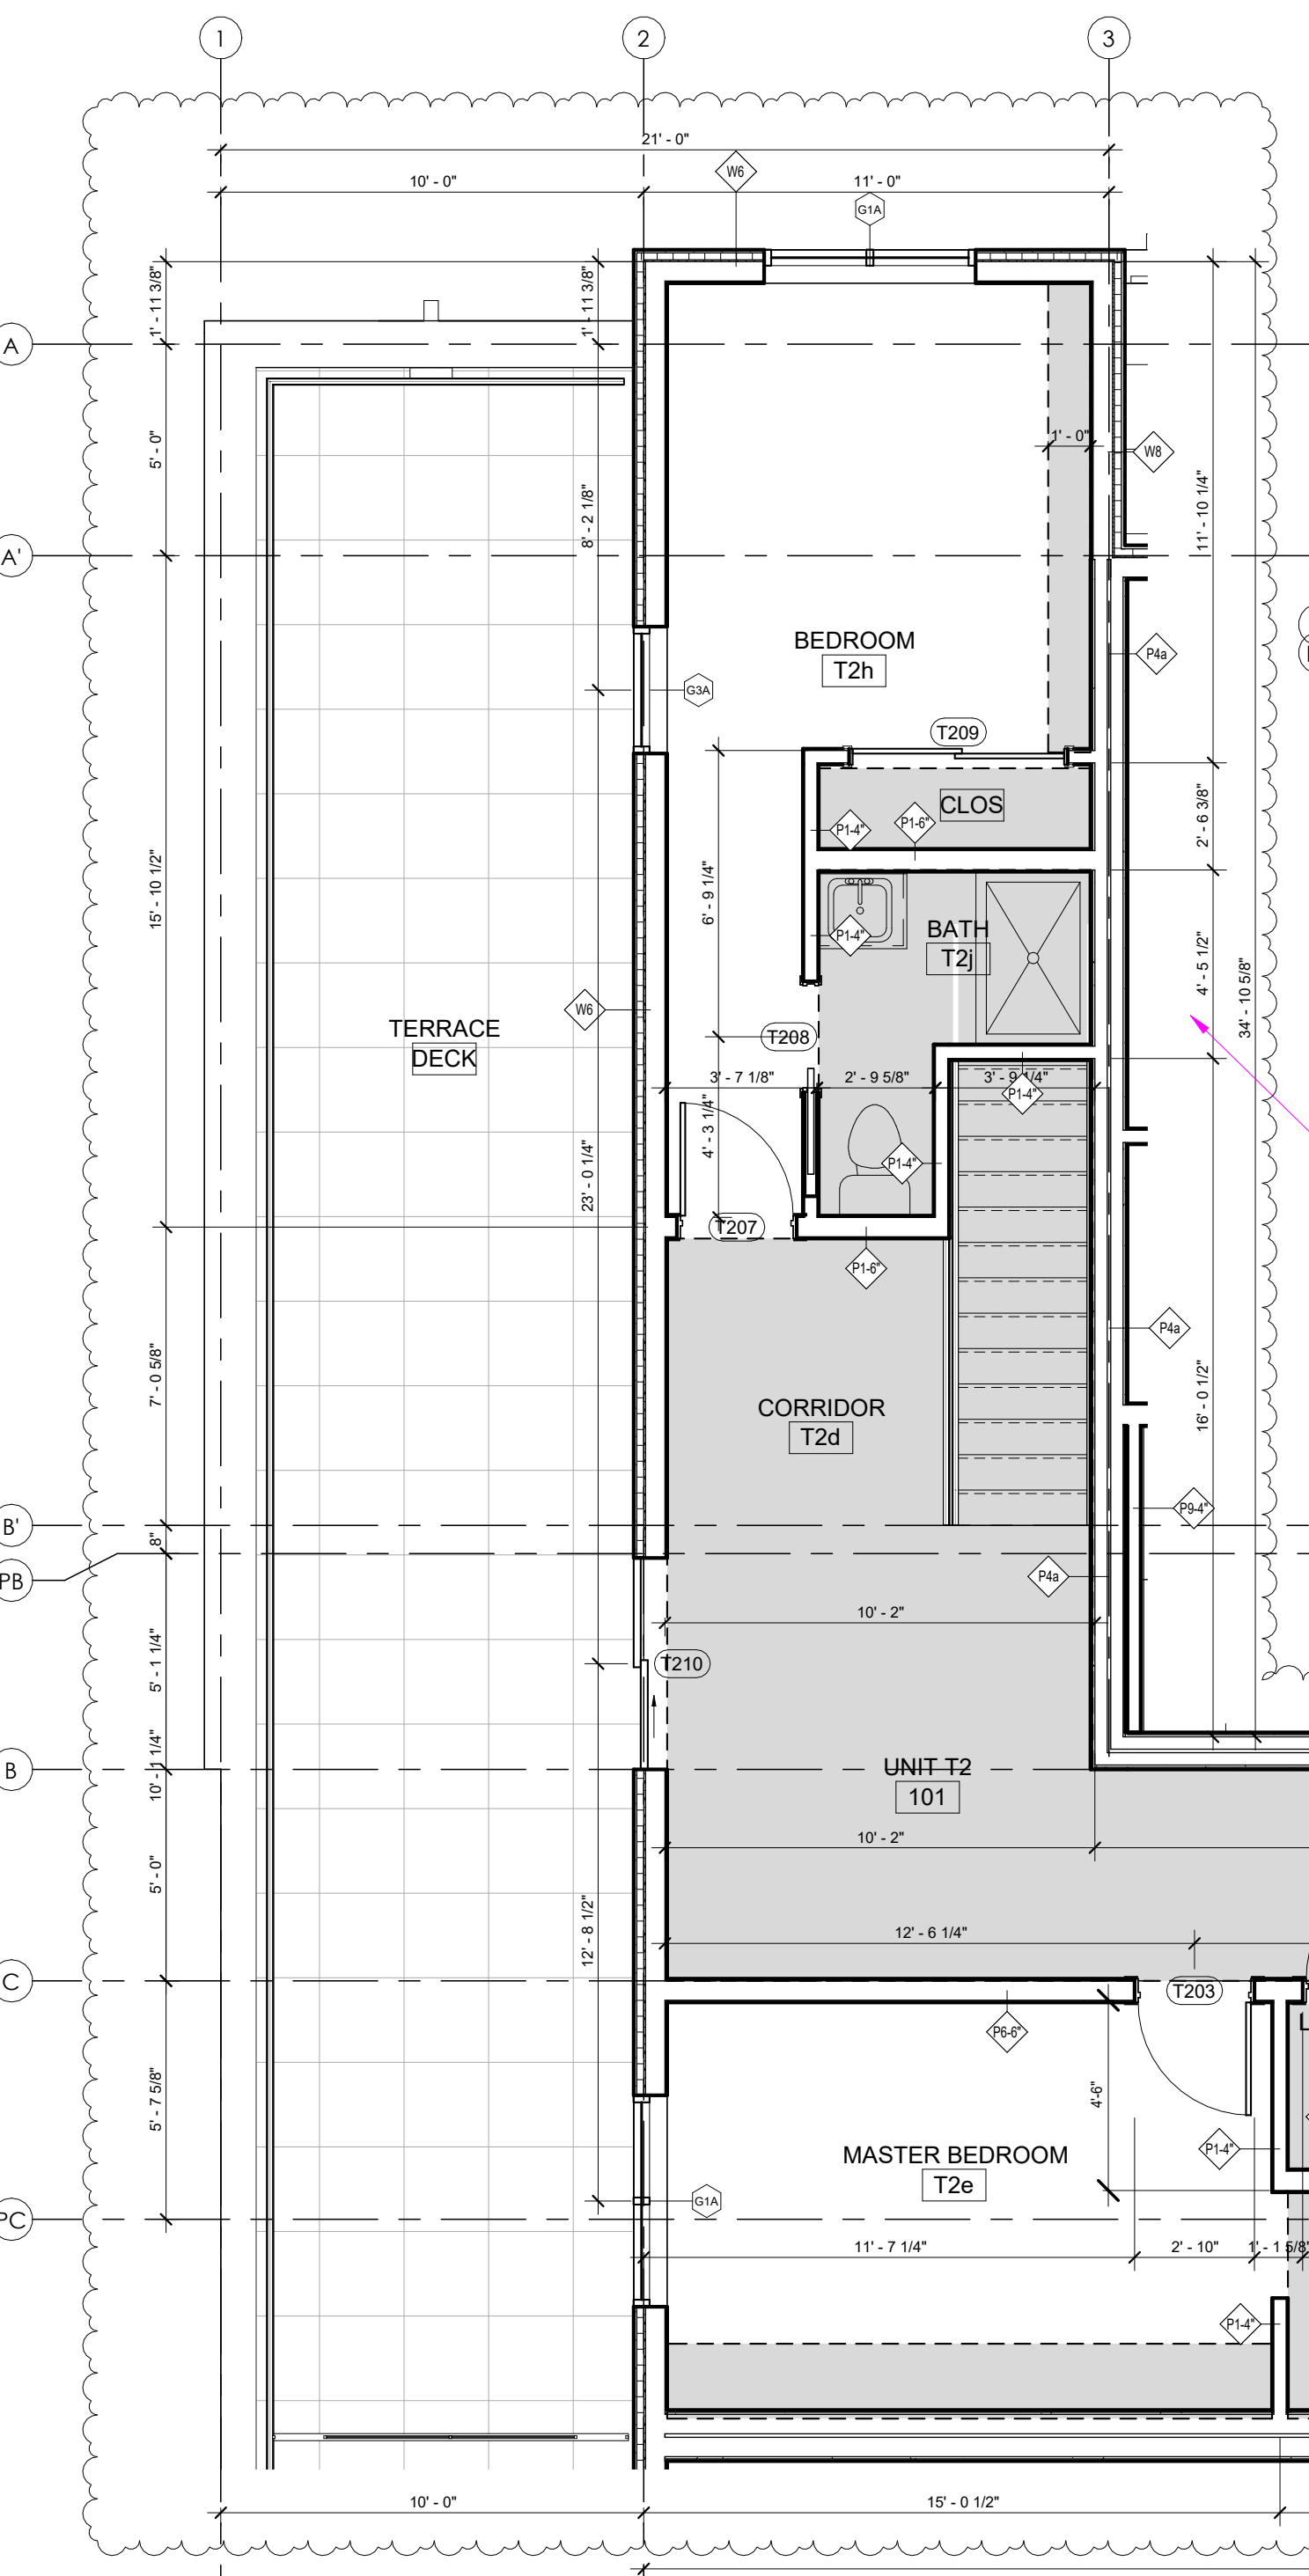 1
2
3
21' - 0"
10' - 0"
W6
11' - 0"
G1A
1' - 11 3/8"
1' - 11 3/8"
A
5' - 0"
1' - 0"
W8
8' - 2 1/8"
11' - 10 1/4"
A'
BEDROOM
T2h
P4a
G3A
T209
CLOS
P1-4"
P1-6"
2' - 6 3/8"
15' - 10 1/2"
6' - 9 1/4"
BATH
T2j
P1-4"
4' - 5 1/2"
34' - 10 5/8"
W6
TERRACE
DECK
T208
3' - 7 1/8"
2' - 9 5/8"
3' - 9 1/4"
P1-4"
4' - 3 1/4"
P1-4"
23' - 0 1/4"
T207
P1-6"
P4a
7' - 0 5/8"
CORRIDOR
T2d
16' - 0 1/2"
P9-4"
B'
8"
PB
P4a
10' - 2"
5' - 1 1/4"
T210
B
10' - 1 1/4"
UNIT T2
101
10' - 2"
5' - 0"
12' - 8 1/2"
12' - 6 1/4"
C
T203
P6-6"
L
4'-6"
5' - 7 5/8"
P1-4"
MASTER BEDROOM
T2e
G1A
PC
11' - 7 1/4"
2' - 10"
1' - 1 5/8"
P1-4"
10' - 0"
15' - 0 1/2"